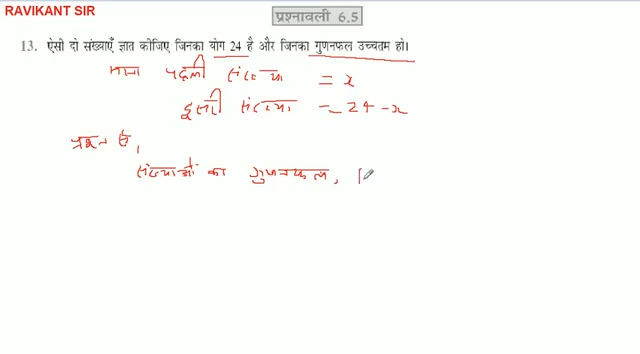 RAVIKANT SIR
प्रश्नावली 6.5
13. ऐसी दो संख्याएँ ज्ञात कीजिए जिनका योग 24 है और जिनका गुणनफल उच्चतम हो।
माना पहली संख्या = x
दूसरी संख्या = 24 - x
प्रश्न से,
संख्याओं का गुणनफल,